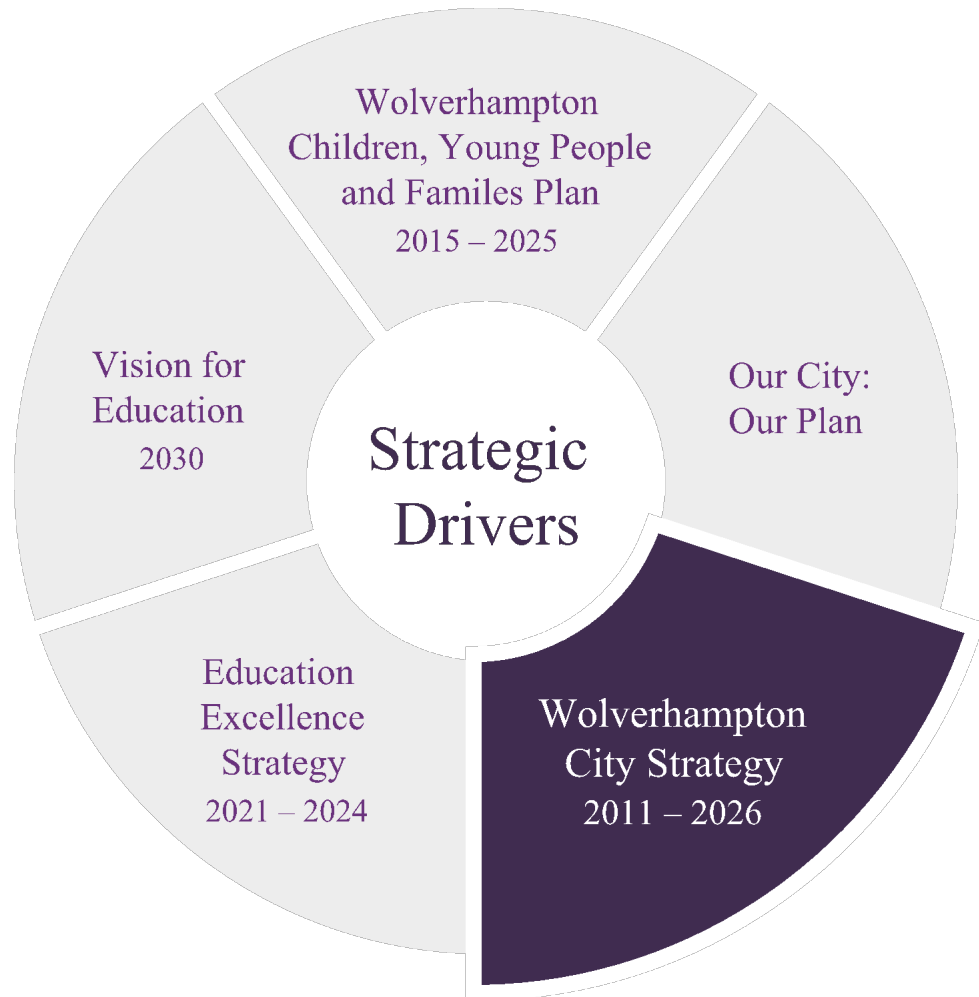 Wolverhampton
Children, Young People
and Familes Plan
2015 – 2025
Our City:
Our Plan
Wolverhampton
City Strategy
2011 – 2026
Education
Excellence
Strategy
2021 – 2024
Vision for
Education
2030
Strategic
Drivers